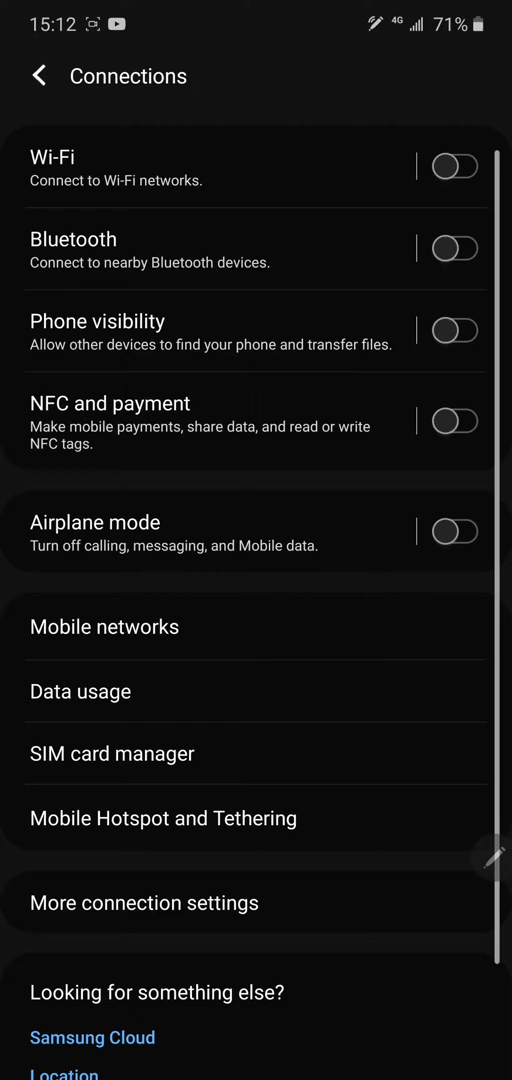 15:12 4G 71%
Connections
Wi-Fi
Connect to Wi-Fi networks.
Bluetooth
Connect to nearby Bluetooth devices.
Phone visibility
Allow other devices to find your phone and transfer files.
NFC and payment
Make mobile payments, share data, and read or write
NFC tags.
Airplane mode
Turn off calling, messaging, and Mobile data.
Mobile networks
Data usage
SIM card manager
Mobile Hotspot and Tethering
More connection settings
Looking for something else?
Samsung Cloud
Location